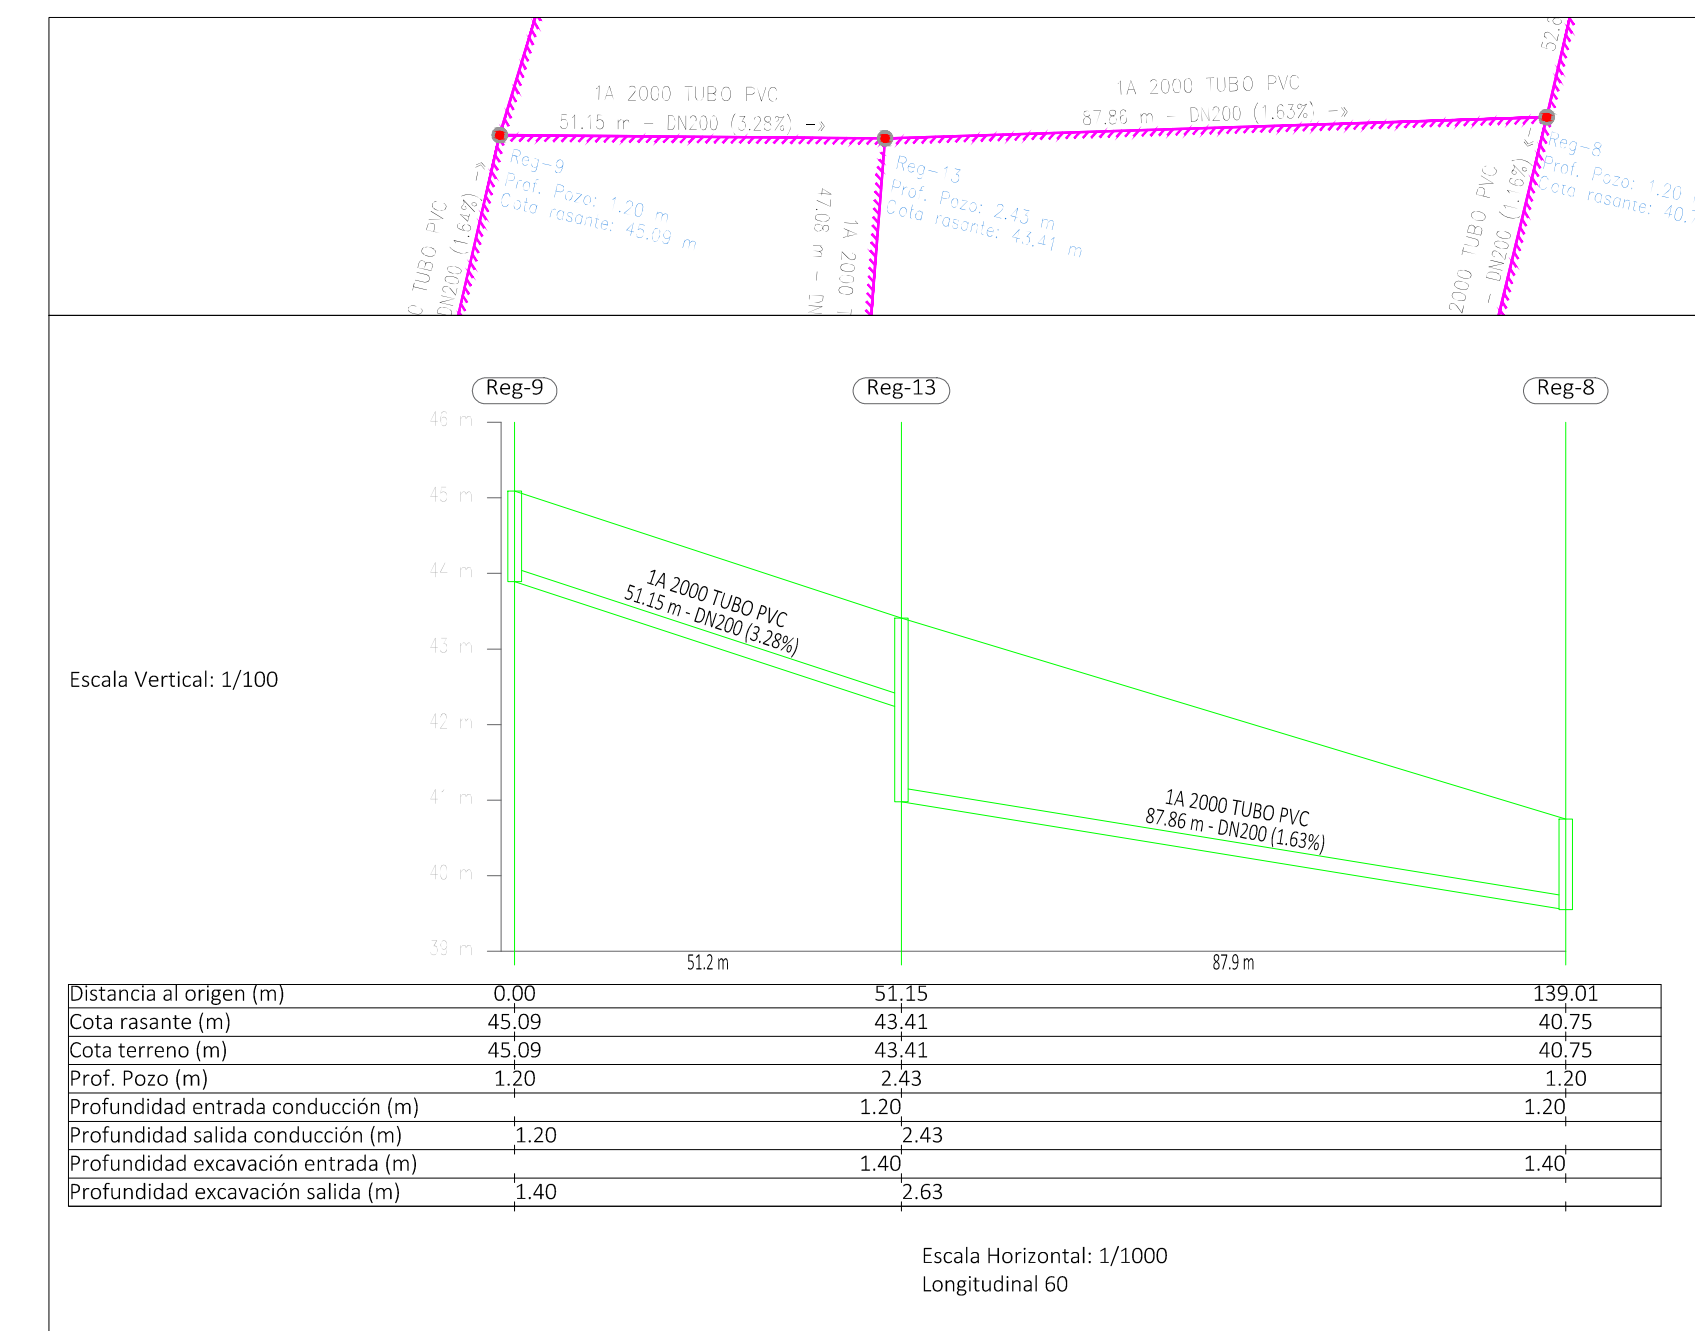 52.6
1A 2000 TUBO PVC
51.15 m - DN200 (3.28%) ->>
1A 2000 TUBO PVC
87.86 m - DN200 (1.63%) ->>
Reg-9
Prof. Pozo: 1.20 m
Cota rasante: 45.09 m
Reg-13
Prof. Pozo: 2.43 m
Cota rasante: 43.41 m
Reg-8
Prof. Pozo: 1.20
Cota rasante: 40.7
C TUBO PVC
DN200 (1.64%) ->>
47.08 m - DN
1A 2000 T
2000 TUBO PVC
- DN200 (1.16%) ->>
Reg-9
Reg-13
Reg-8
46 m
45 m
44 m
43 m
42 m
41 m
40 m
39 m
1A 2000 TUBO PVC
51.15 m - DN200 (3.28%)
1A 2000 TUBO PVC
87.86 m - DN200 (1.63%)
Escala Vertical: 1/100
51.2 m 87.9 m
Distancia al origen (m) 0.00 51.15 139.01
Cota rasante (m) 45.09 43.41 40.75
Cota terreno (m) 45.09 43.41 40.75
Prof. Pozo (m) 1.20 2.43 1.20
Profundidad entrada conducción (m) 1.20 1.20
Profundidad salida conducción (m) 1.20 2.43
Profundidad excavación entrada (m) 1.40 1.40
Profundidad excavación salida (m) 1.40 2.63
Escala Horizontal: 1/1000
Longitudinal 60